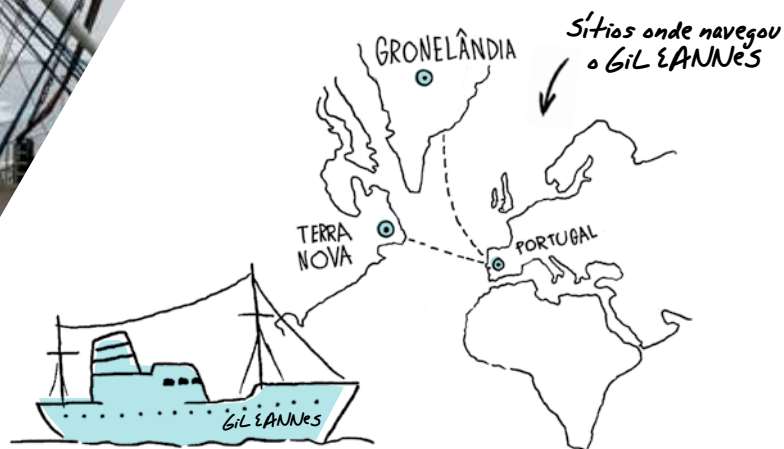 Sítios onde navegou
o GiL EANNes
GRONELÂNDIA
TERRA
NOVA
PORTUGAL
GiL EANNes